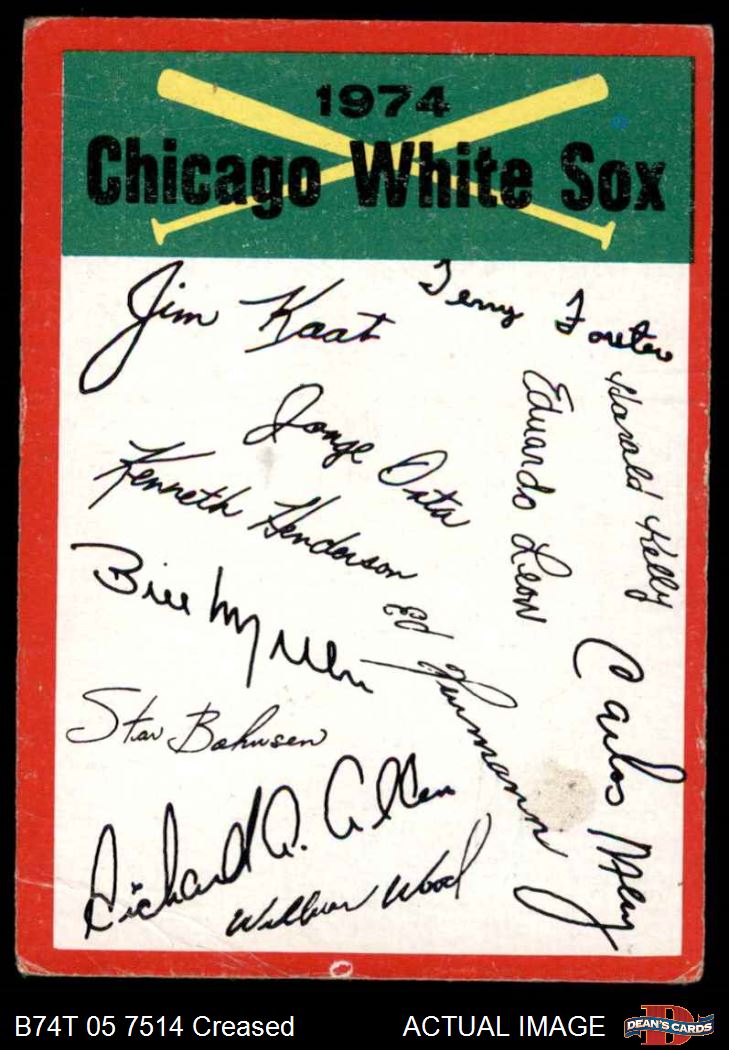 1974
Chicago White Sox
Jim Kaat
Terry Forster
Jorge Orta
Eduardo Leon
Harold Kelly
Kenneth Henderson
Bill Melton
Ed Herrmann
Carlos May
Stan Bahnsen
Richard A. Allen
Wilbur Wood
B74T 05 7514 Creased
ACTUAL IMAGE
D
DEAN'S CARDS